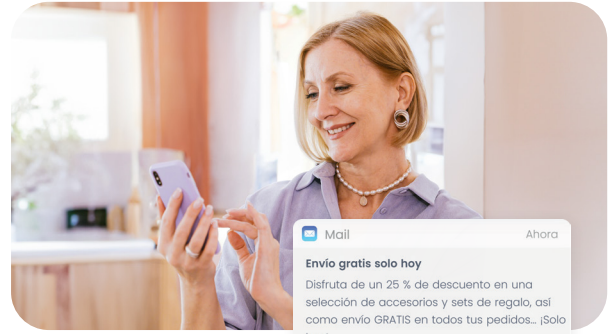 Mail
Ahora
Envío gratis solo hoy
Disfruta de un 25 % de descuento en una
selección de accesorios y sets de regalo, así
como envío GRATIS en todos tus pedidos... ¡Solo